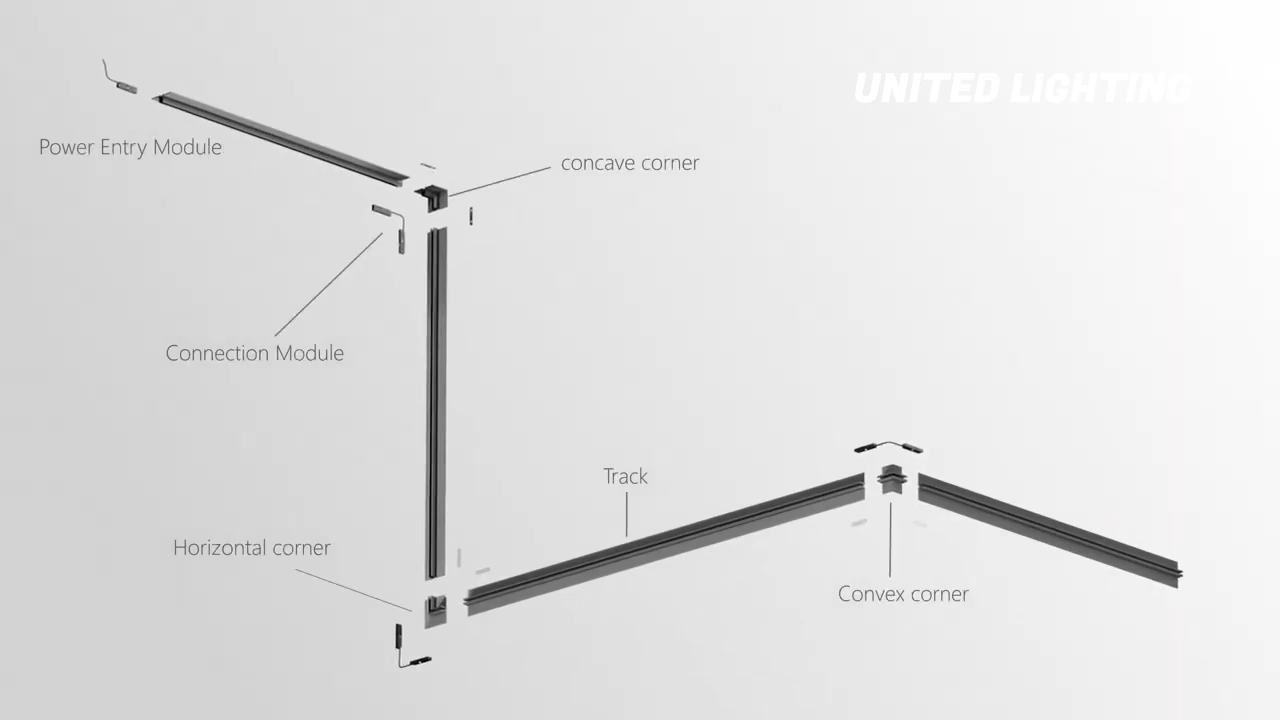 UNITED LIGHTING
Power Entry Module
concave corner
Connection Module
Track
Horizontal corner
Convex corner